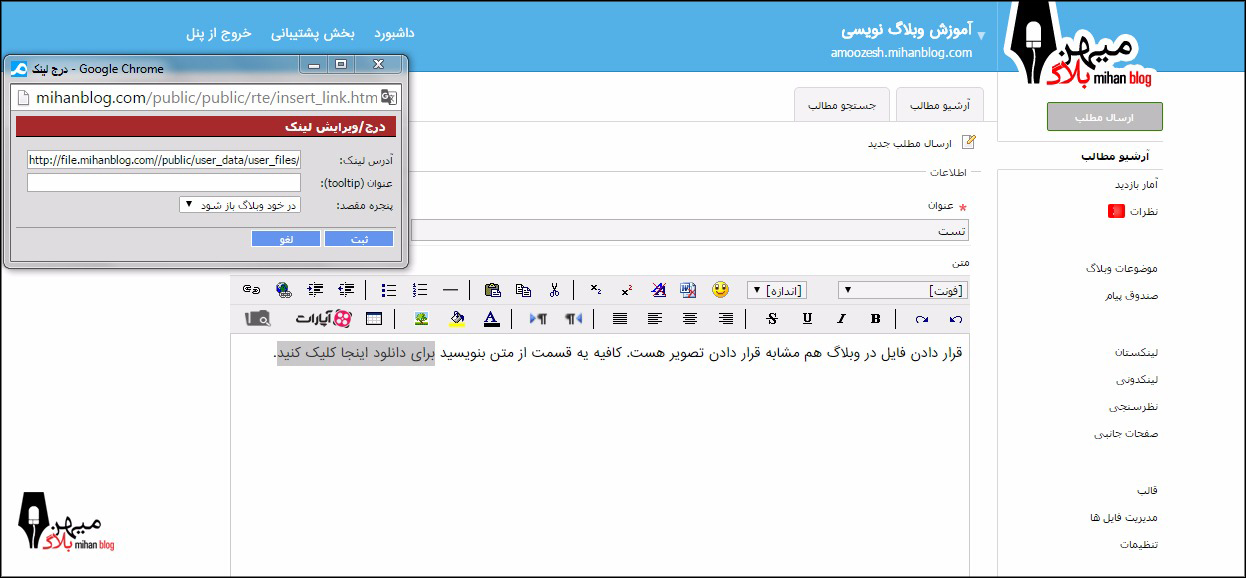 آموزش وبلاگ نویسی
amoozesh.mihanblog.com
داشبورد
بخش پشتیبانی
خروج از پنل
میهن بلاگ
mihan blog
درج لینک - Google Chrome
mihanblog.com/public/public/rte/insert_link.htm
درج/ویرایش لینک
آدرس لینک:
http://file.mihanblog.com//public/user_data/user_files/
عنوان (tooltip):
پنجره مقصد:
در خود وبلاگ باز شود
ثبت
لغو
آرشیو مطالب
جستجو مطالب
ارسال مطلب جدید
اطلاعات
* عنوان
تست
متن
[فونت]
[اندازه]
آپارات
قرار دادن فایل در وبلاگ هم مشابه قرار دادن تصویر هست. کافیه یه قسمت از متن بنویسید برای دانلود اینجا کلیک کنید.
ارسال مطلب
آرشیو مطالب
آمار بازدید
نظرات
موضوعات وبلاگ
صندوق پیام
لینکستان
لینکدونی
نظرسنجی
صفحات جانبی
قالب
مدیریت فایل ها
تنظیمات
میهن بلاگ
mihan blog